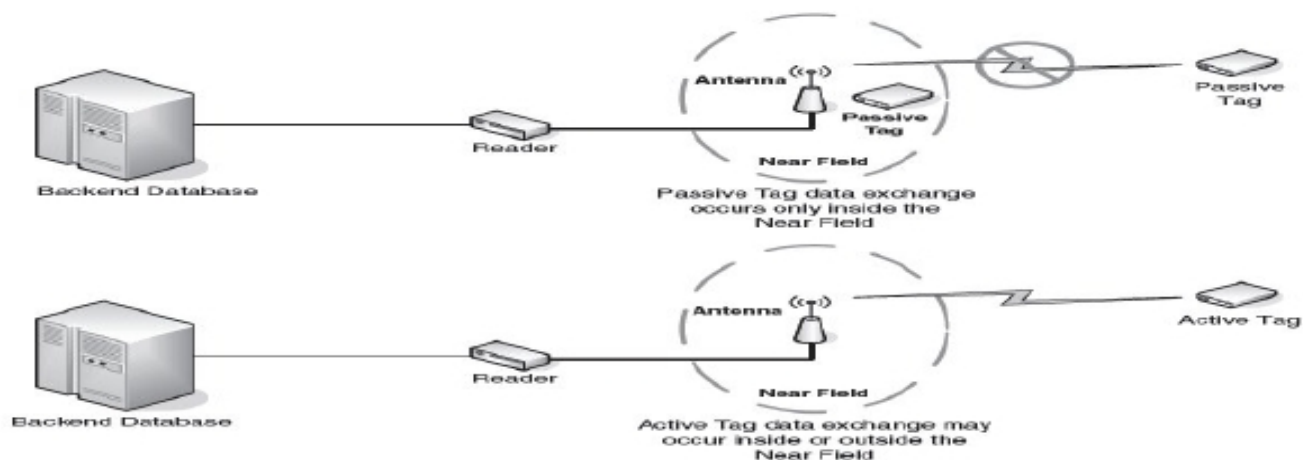 Antenna
Passive
Tag
Passive
Tag
Reader
Near Field
Backend Database
Passive Tag data exchange
occurs only inside the
Near Field
Antenna
Active Tag
Reader
Near Field
Backend Database
Active Tag data exchange may
occur inside or outside the
Near Field